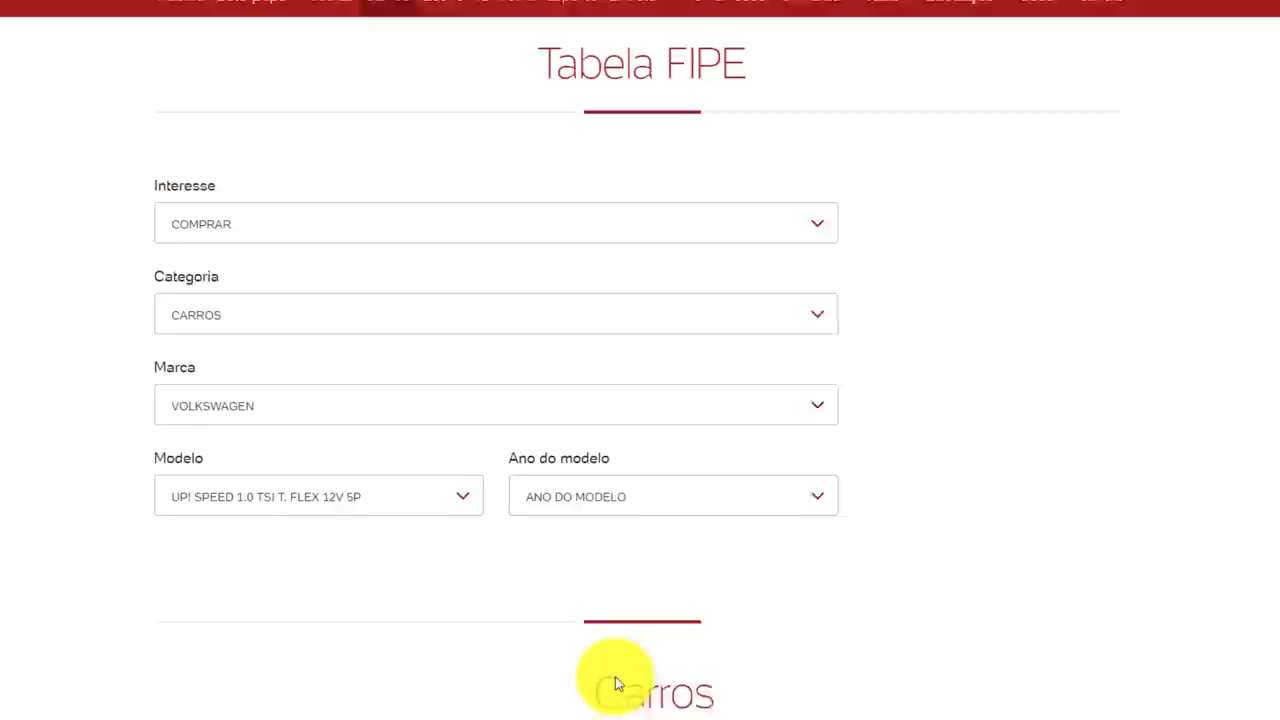 Tabela FIPE
Interesse
COMPRAR
Categoria
CARROS
Marca
VOLKSWAGEN
Modelo
Ano do modelo
UP! SPEED 1.0 TSI T. FLEX 12V 5P
ANO DO MODELO
Carros